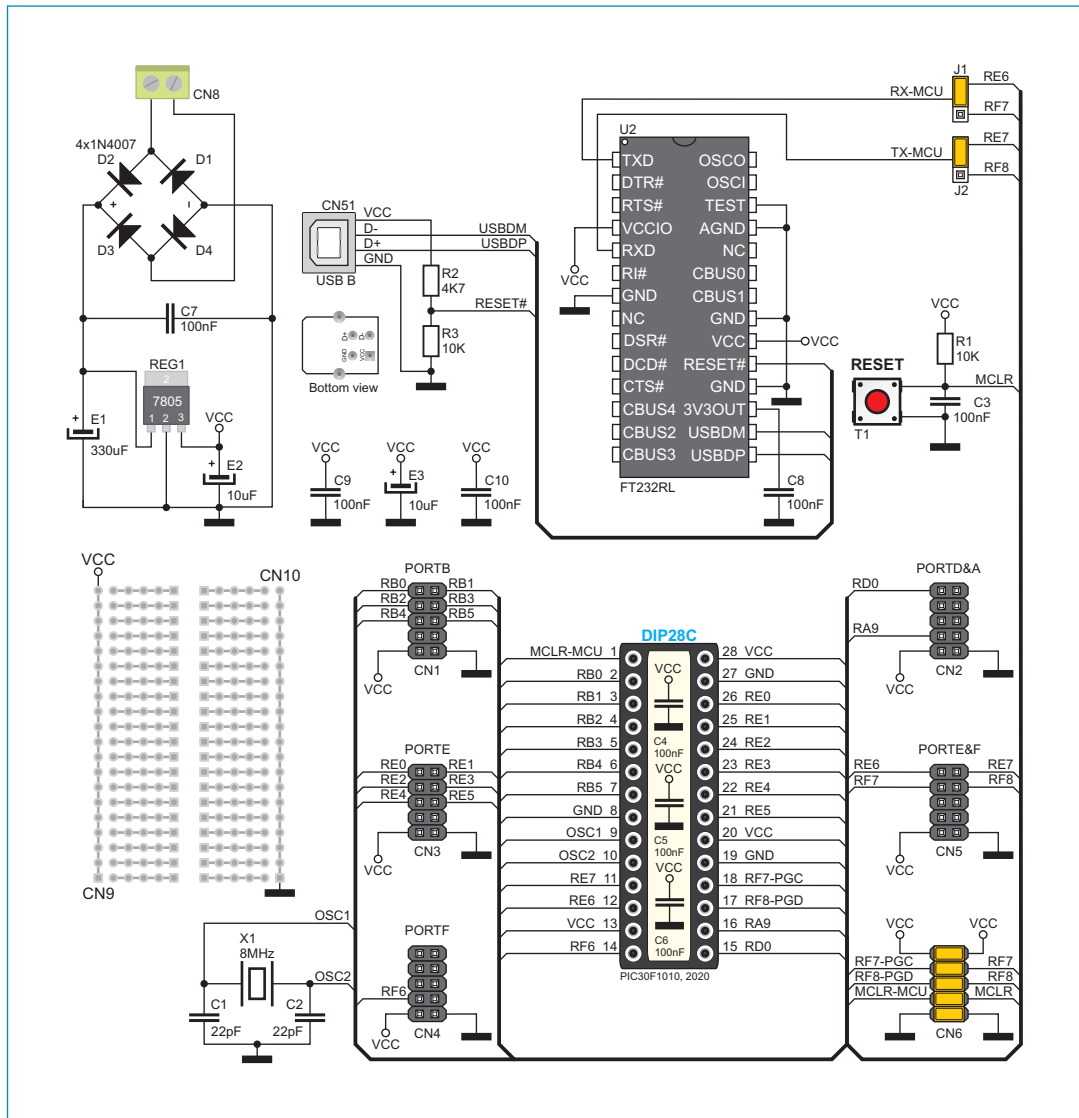 CN8
4x1N4007
D2
D1
+
-
D3
D4
C7
100nF
REG1
2
7805
1 2 3
VCC
+
E1
330uF
+
E2
10uF
CN51
VCC
D-
D+
GND
USB B
USBDM
USBDP
R2
4K7
RESET#
R3
10K
D+ D-
GND VCC
Bottom view
VCC
C9
100nF
VCC
+
E3
10uF
VCC
C10
100nF
U2
TXD OSCO
DTR# OSCI
RTS# TEST
VCCIO AGND
RXD NC
RI# CBUS0
GND CBUS1
NC GND
DSR# VCC
DCD# RESET#
CTS# GND
CBUS4 3V3OUT
CBUS2 USBDM
CBUS3 USBDP
FT232RL
VCC
VCC
C8
100nF
RX-MCU
J1
RE6
RF7
TX-MCU
RE7
RF8
J2
VCC
R1
10K
RESET
MCLR
C3
100nF
T1
VCC
CN10
CN9
PORTB
RB0 RB1
RB2 RB3
RB4 RB5
VCC
CN1
PORTE
RE0 RE1
RE2 RE3
RE4 RE5
VCC
CN3
PORTF
RF6
VCC
CN4
OSC1
X1
8MHz
OSC2
C1
22pF
C2
22pF
DIP28C
MCLR-MCU 1 28 VCC
RB0 2 27 GND
RB1 3 26 RE0
RB2 4 25 RE1
RB3 5 24 RE2
RB4 6 23 RE3
RB5 7 22 RE4
GND 8 21 RE5
OSC1 9 20 VCC
OSC2 10 19 GND
RE7 11 18 RF7-PGC
RE6 12 17 RF8-PGD
VCC 13 16 RA9
RF6 14 15 RD0
VCC
C4
100nF
VCC
C5
100nF
VCC
C6
100nF
PIC30F1010, 2020
PORTD&A
RD0
RA9
VCC
CN2
PORTE&F
RE6 RE7
RF7 RF8
VCC
CN5
VCC VCC
RF7-PGC RF7
RF8-PGD RF8
MCLR-MCU MCLR
CN6